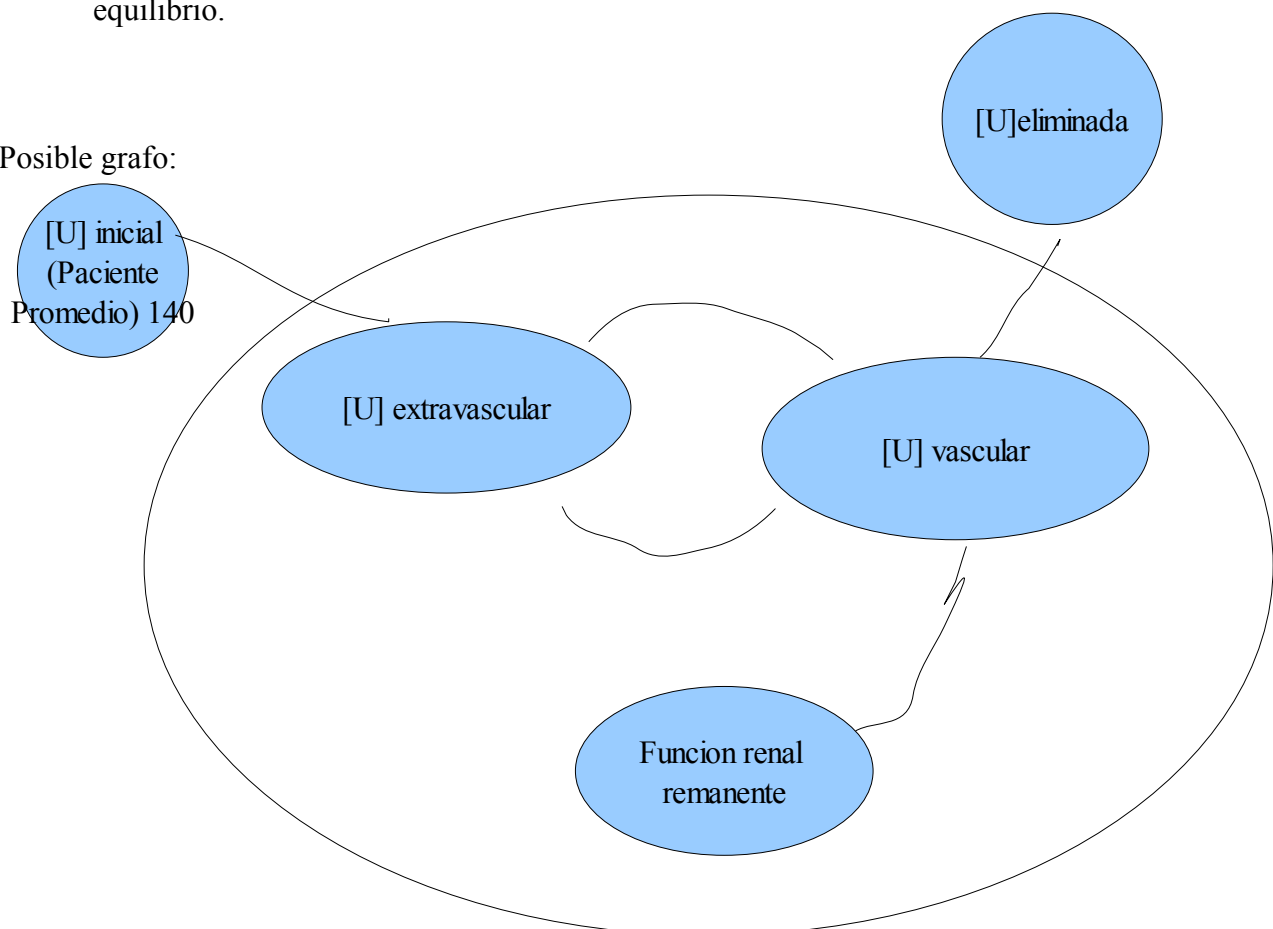 equilibrio.
[U]eliminada
Posible grafo:
[U] inicial
(Paciente
Promedio) 140
[U] extravascular
[U] vascular
Funcion renal
remanente